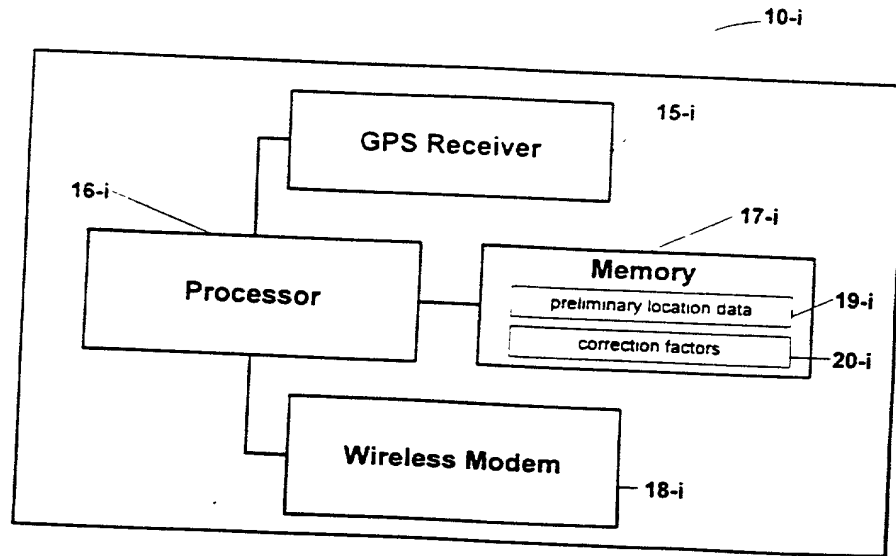 10-i
15-i
GPS Receiver
16-i
17-i
Memory
Processor
preliminary location data
19-i
correction factors
20-i
Wireless Modem
18-i